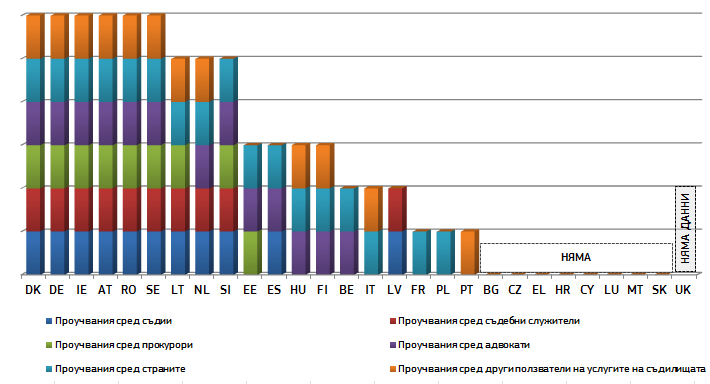 НЯМА
НЯМА ДАННИ
DK DE IE AT RO SE LT NL SI EE ES HU FI BE IT LV FR PL PT BG CZ EL HR CY LU MT SK UK
Проучвания сред съдии
Проучвания сред съдебни служители
Проучвания сред прокурори
Проучвания сред адвокати
Проучвания сред страните
Проучвания сред други ползватели на услугите на съдилищата